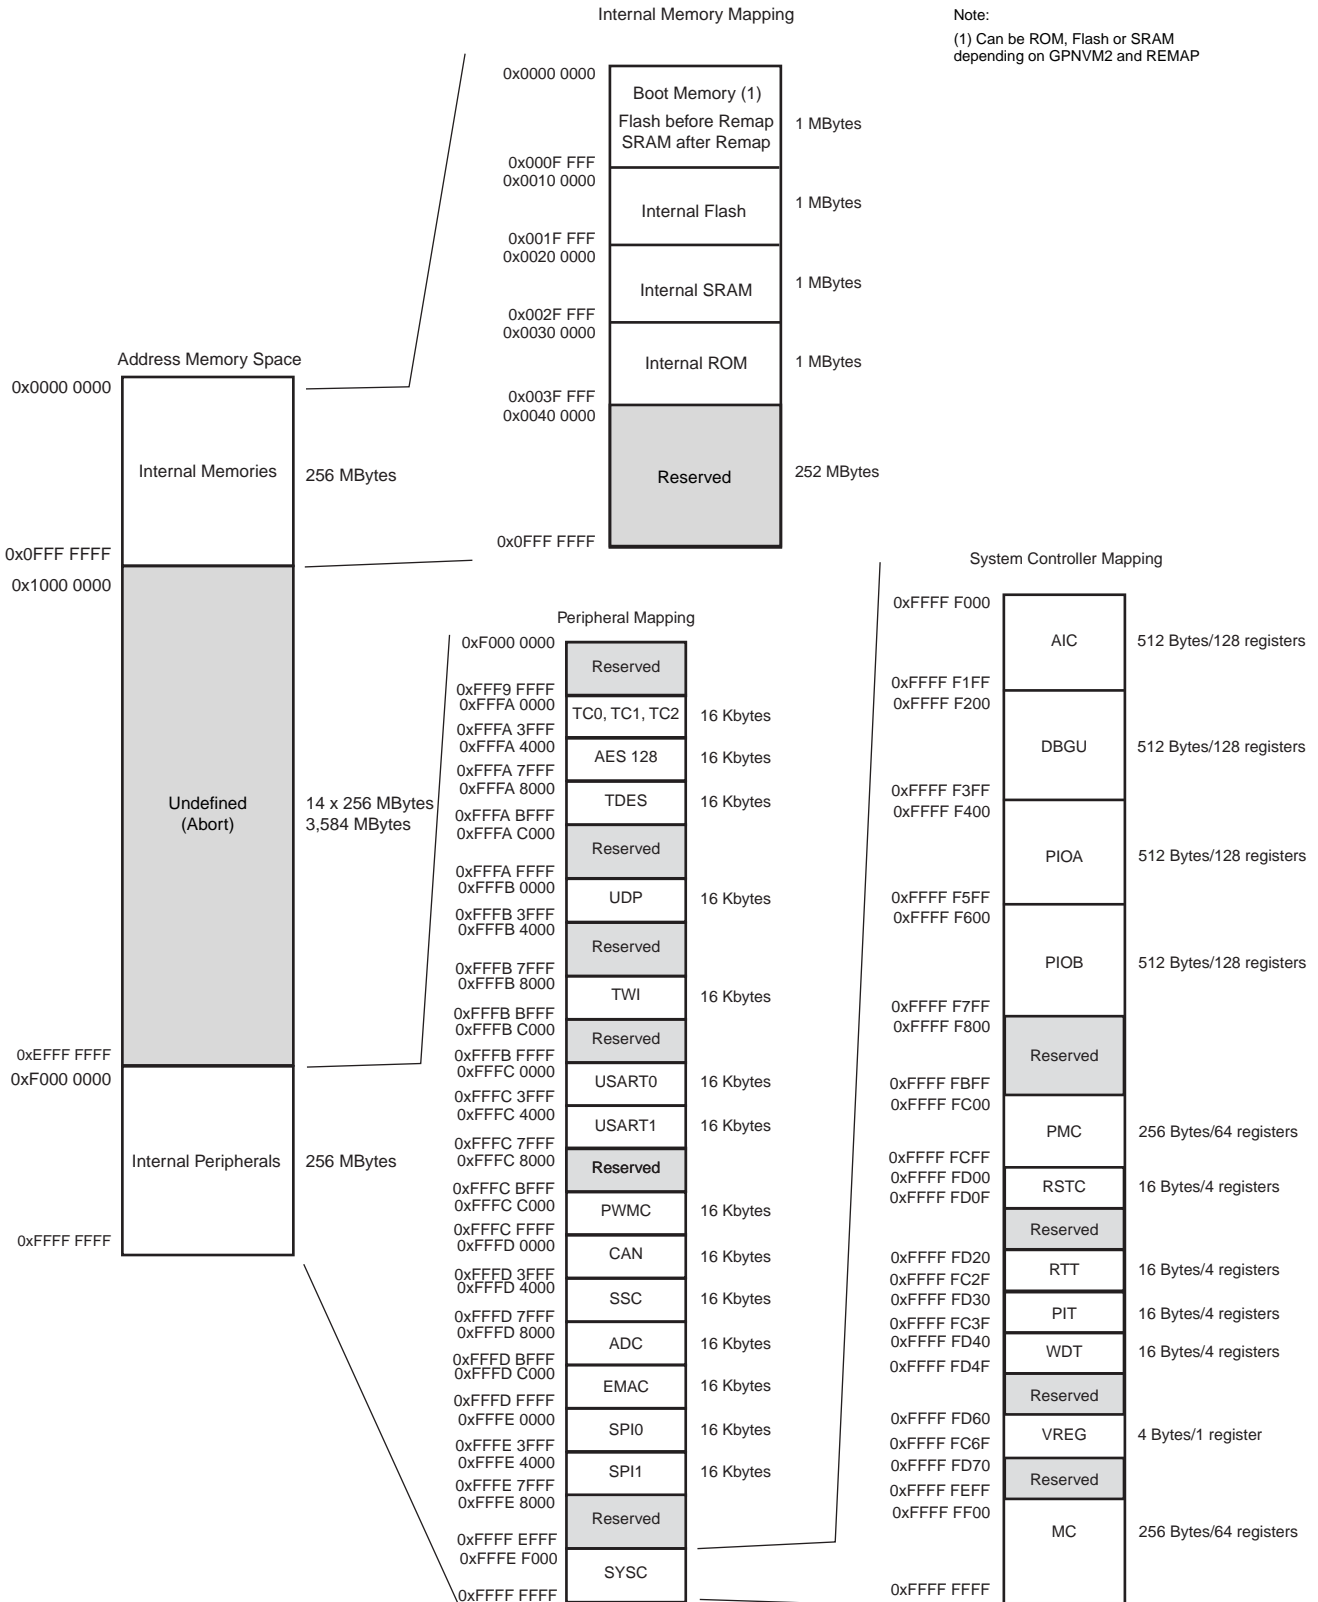 Internal Memory Mapping
Note:
(1) Can be ROM, Flash or SRAM
depending on GPNVM2 and REMAP
0x0000 0000
Boot Memory (1)
Flash before Remap
SRAM after Remap
1 MBytes
0x000F FFF
0x0010 0000
Internal Flash
1 MBytes
0x001F FFF
0x0020 0000
Internal SRAM
1 MBytes
0x002F FFF
0x0030 0000
Internal ROM
1 MBytes
0x003F FFF
0x0040 0000
Reserved
252 MBytes
0x0FFF FFFF
Address Memory Space
0x0000 0000
Internal Memories
256 MBytes
0x0FFF FFFF
0x1000 0000
Undefined
(Abort)
14 x 256 MBytes
3,584 MBytes
0xEFFF FFFF
0xF000 0000
Internal Peripherals
256 MBytes
0xFFFF FFFF
Peripheral Mapping
0xF000 0000
Reserved
0xFFF9 FFFF
0xFFFA 0000
TC0, TC1, TC2
16 Kbytes
0xFFFA 3FFF
0xFFFA 4000
AES 128
16 Kbytes
0xFFFA 7FFF
0xFFFA 8000
TDES
16 Kbytes
0xFFFA BFFF
0xFFFA C000
Reserved
0xFFFA FFFF
0xFFFB 0000
UDP
16 Kbytes
0xFFFB 3FFF
0xFFFB 4000
Reserved
0xFFFB 7FFF
0xFFFB 8000
TWI
16 Kbytes
0xFFFB BFFF
0xFFFB C000
Reserved
0xFFFB FFFF
0xFFFC 0000
USART0
16 Kbytes
0xFFFC 3FFF
0xFFFC 4000
USART1
16 Kbytes
0xFFFC 7FFF
0xFFFC 8000
Reserved
0xFFFC BFFF
0xFFFC C000
PWMC
16 Kbytes
0xFFFC FFFF
0xFFFD 0000
CAN
16 Kbytes
0xFFFD 3FFF
0xFFFD 4000
SSC
16 Kbytes
0xFFFD 7FFF
0xFFFD 8000
ADC
16 Kbytes
0xFFFD BFFF
0xFFFD C000
EMAC
16 Kbytes
0xFFFD FFFF
0xFFFE 0000
SPI0
16 Kbytes
0xFFFE 3FFF
0xFFFE 4000
SPI1
16 Kbytes
0xFFFE 7FFF
0xFFFE 8000
Reserved
0xFFFF EFFF
0xFFFE F000
SYSC
0xFFFF FFFF
System Controller Mapping
0xFFFF F000
AIC
512 Bytes/128 registers
0xFFFF F1FF
0xFFFF F200
DBGU
512 Bytes/128 registers
0xFFFF F3FF
0xFFFF F400
PIOA
512 Bytes/128 registers
0xFFFF F5FF
0xFFFF F600
PIOB
512 Bytes/128 registers
0xFFFF F7FF
0xFFFF F800
Reserved
0xFFFF FBFF
0xFFFF FC00
PMC
256 Bytes/64 registers
0xFFFF FCFF
0xFFFF FD00
RSTC
16 Bytes/4 registers
0xFFFF FD0F
Reserved
0xFFFF FD20
RTT
16 Bytes/4 registers
0xFFFF FC2F
0xFFFF FD30
PIT
16 Bytes/4 registers
0xFFFF FC3F
0xFFFF FD40
WDT
16 Bytes/4 registers
0xFFFF FD4F
Reserved
0xFFFF FD60
VREG
4 Bytes/1 register
0xFFFF FC6F
0xFFFF FD70
Reserved
0xFFFF FEFF
0xFFFF FF00
MC
256 Bytes/64 registers
0xFFFF FFFF